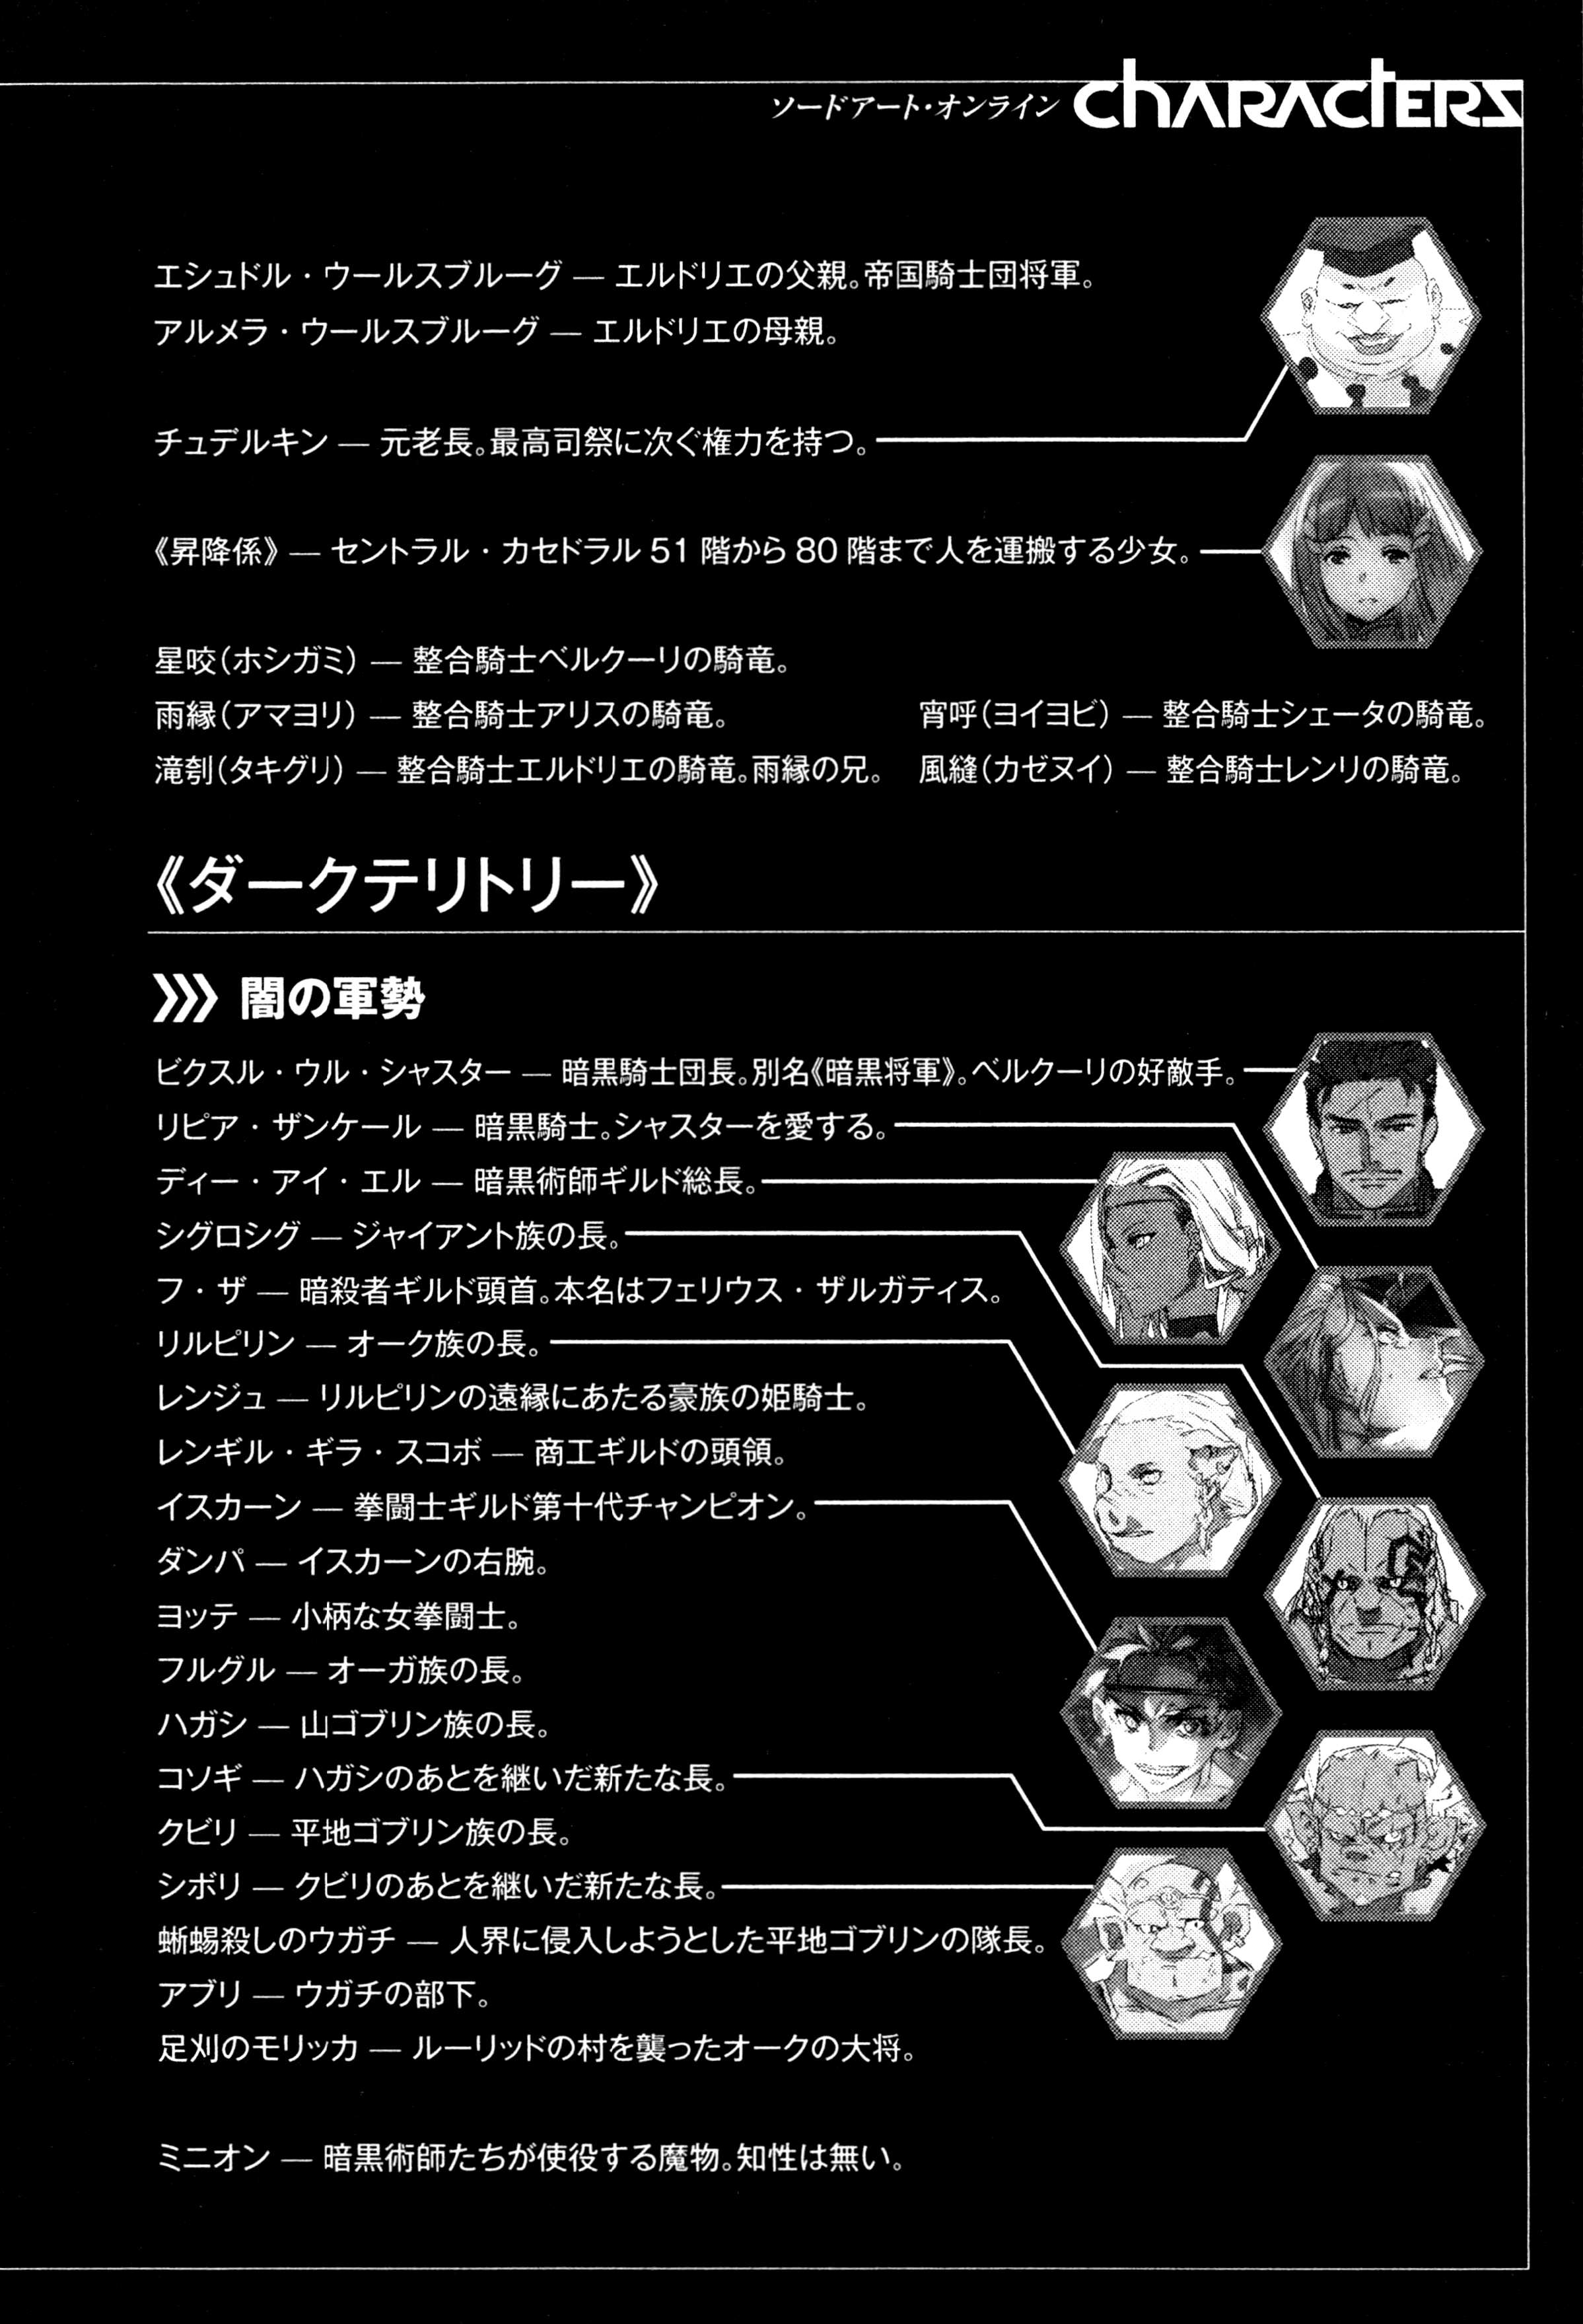 ソードアート・オンライン CHARACTERS
エシュドル・ウールスブルーグ ― エルドリエの父親。帝国騎士団将軍。
アルメラ・ウールスブルーグ ― エルドリエの母親。
チュデルキン ― 元老長。最高司祭に次ぐ権力を持つ。
《昇降係》 ― セントラル・カセドラル 51 階から 80 階まで人を運搬する少女。
星咬(ホシガミ) ― 整合騎士ベルクーリの騎竜。
雨縁(アマヨリ) ― 整合騎士アリスの騎竜。 宵呼(ヨイヨビ) ― 整合騎士シェータの騎竜。
滝刳(タキグリ) ― 整合騎士エルドリエの騎竜。雨縁の兄。 風縫(カゼヌイ) ― 整合騎士レンリの騎竜。
《ダークテリトリー》
闇の軍勢
ビクスル・ウル・シャスター ― 暗黒騎士団長。別名《暗黒将軍》。ベルクーリの好敵手。
リピア・ザンケール ― 暗黒騎士。シャスターを愛する。
ディー・アイ・エル ― 暗黒術師ギルド総長。
シグロシグ ― ジャイアント族の長。
フ・ザ ― 暗殺者ギルド頭首。本名はフェリウス・ザルガティス。
リルピリン ― オーク族の長。
レンジュ ― リルピリンの遠縁にあたる豪族の姫騎士。
レンギル・ギラ・スコボ ― 商工ギルドの頭領。
イスカーン ― 拳闘士ギルド第十代チャンピオン。
ダンパ ― イスカーンの右腕。
ヨッテ ― 小柄な女拳闘士。
フルグル ― オーガ族の長。
ハガシ ― 山ゴブリン族の長。
コソギ ― ハガシのあとを継いだ新たな長。
クビリ ― 平地ゴブリン族の長。
シボリ ― クビリのあとを継いだ新たな長。
蜥蜴殺しのウガチ ― 人界に侵入しようとした平地ゴブリンの隊長。
アブリ ― ウガチの部下。
足刈のモリッカ ― ルーリッドの村を襲ったオークの大将。
ミニオン ― 暗黒術師たちが使役する魔物。知性は無い。